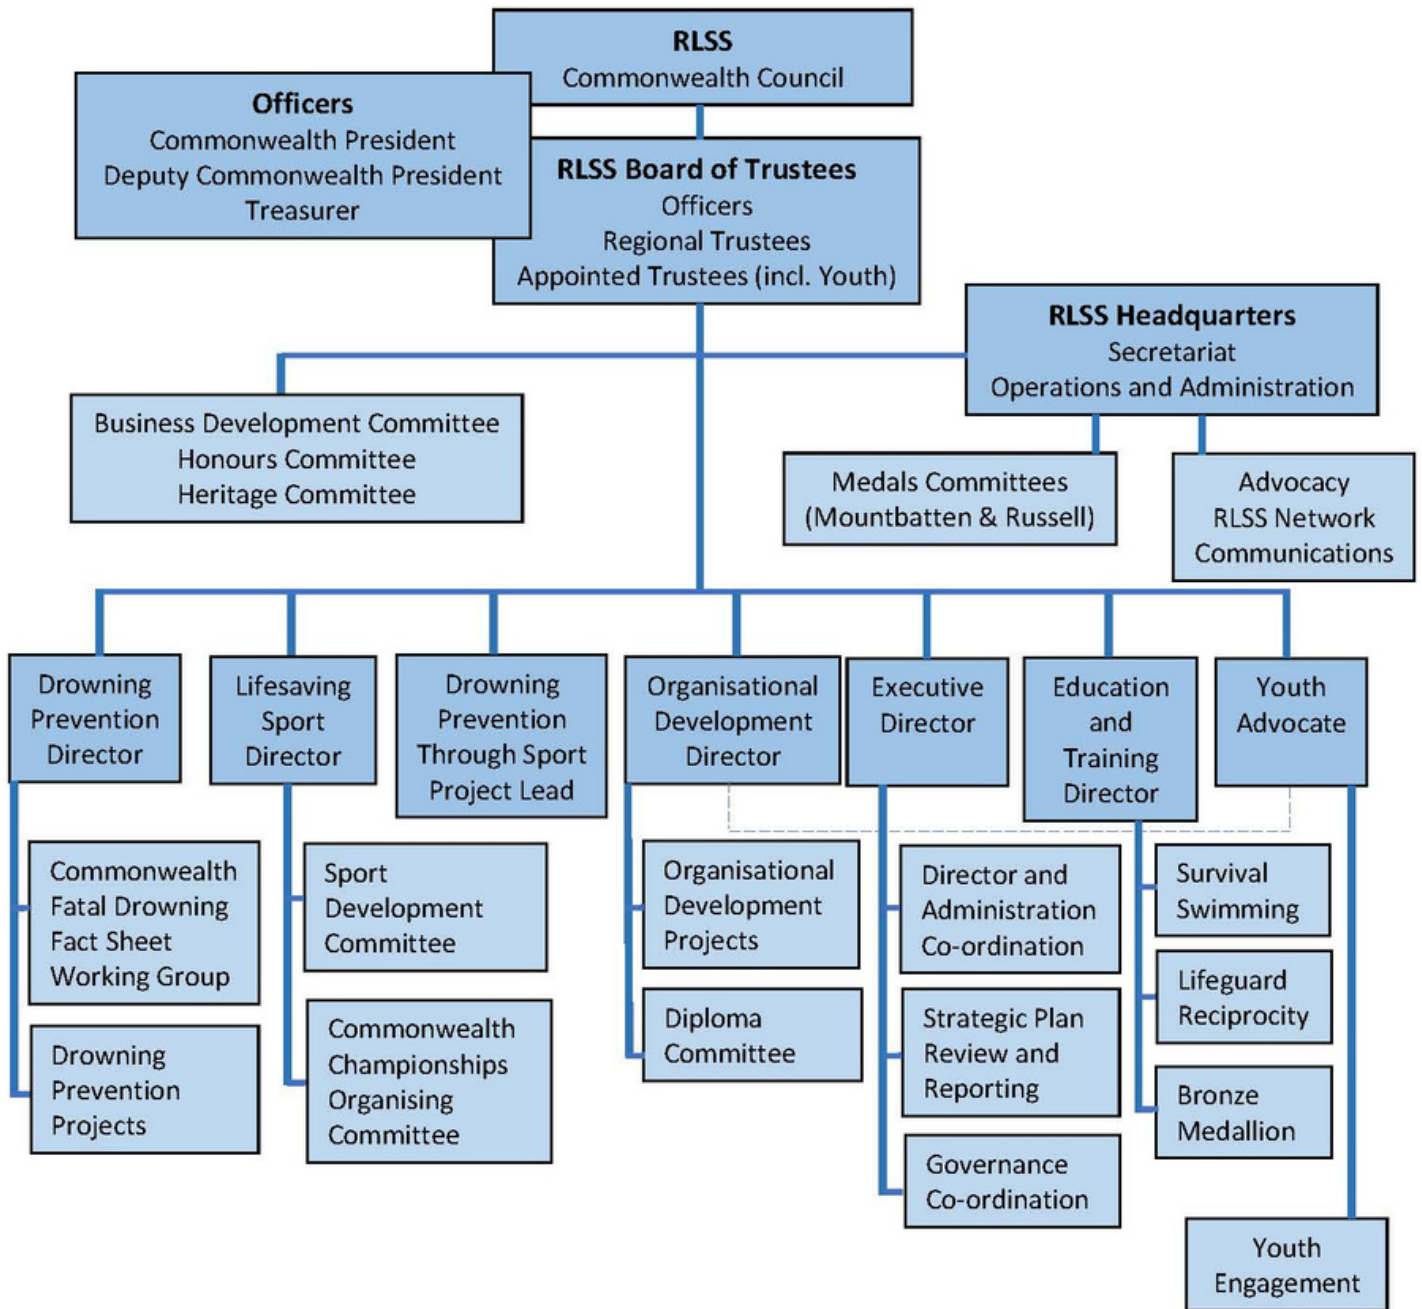 RLSS
Commonwealth Council
Officers
Commonwealth President
Deputy Commonwealth President
Treasurer
RLSS Board of Trustees
Officers
Regional Trustees
Appointed Trustees (incl. Youth)
RLSS Headquarters
Secretariat
Operations and Administration
Business Development Committee
Honours Committee
Heritage Committee
Medals Committees
(Mountbatten & Russell)
Advocacy
RLSS Network
Communications
Drowning
Prevention
Director
Lifesaving
Sport
Director
Drowning
Prevention
Through Sport
Project Lead
Organisational
Development
Director
Executive
Director
Education
and
Training
Director
Youth
Advocate
Commonwealth
Fatal Drowning
Fact Sheet
Working Group
Drowning
Prevention
Projects
Sport
Development
Committee
Commonwealth
Championships
Organising
Committee
Organisational
Development
Projects
Diploma
Committee
Director and
Administration
Co-ordination
Strategic Plan
Review and
Reporting
Governance
Co-ordination
Survival
Swimming
Lifeguard
Reciprocity
Bronze
Medallion
Youth
Engagement